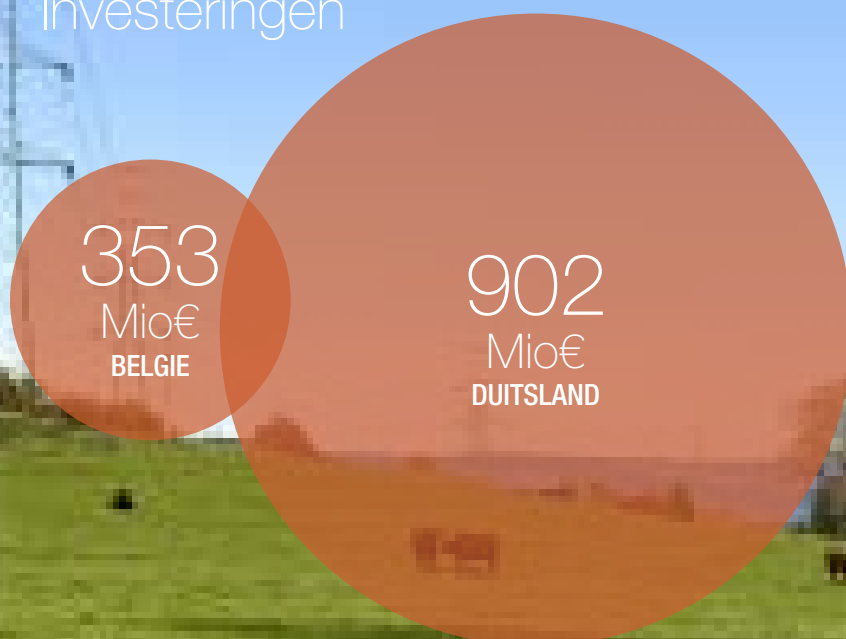 Investeringen
353
Mio€
BELGIE
902
Mio€
DUITSLAND